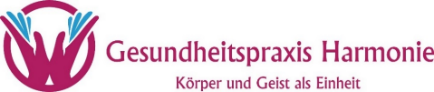 Gesundheitspraxis Harmonie
Körper und Geist als Einheit